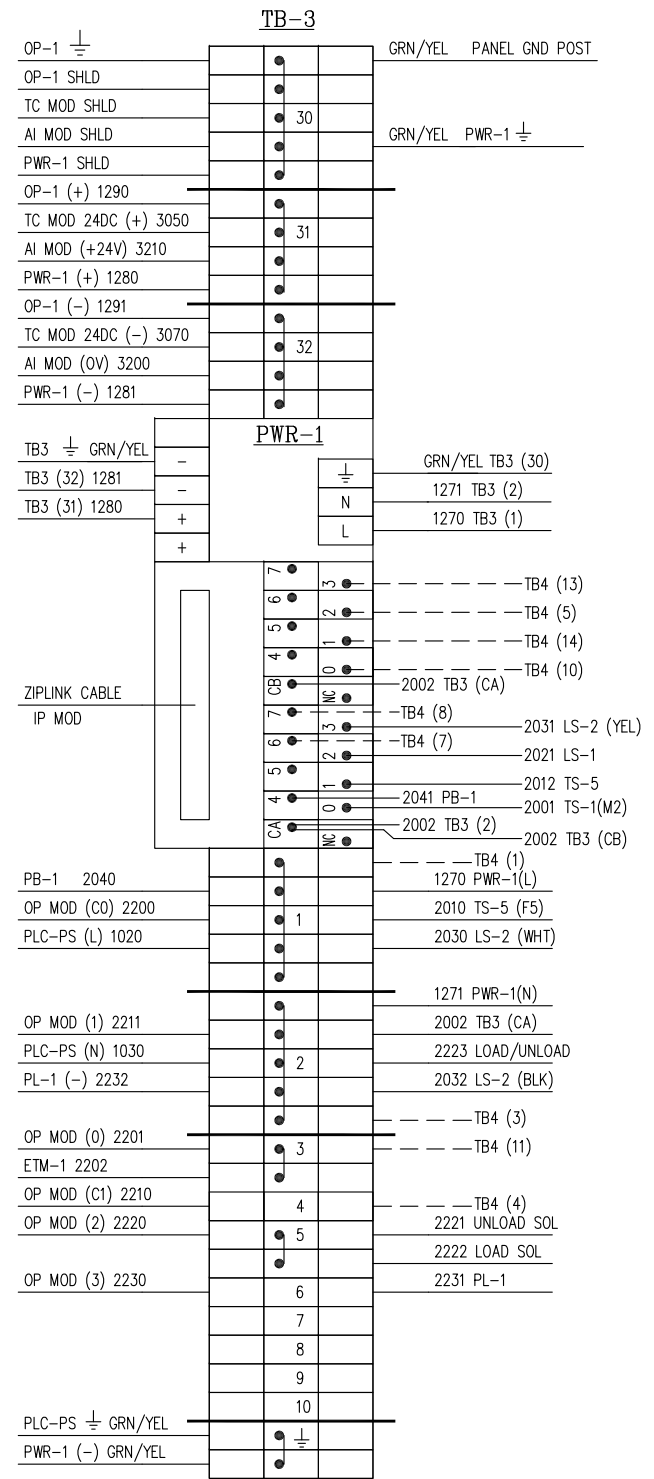 TB-3
OP-1 ⏚ GRN/YEL PANEL GND POST
OP-1 SHLD
TC MOD SHLD
30
AI MOD SHLD GRN/YEL PWR-1 ⏚
PWR-1 SHLD
OP-1 (+) 1290
TC MOD 24DC (+) 3050
31
AI MOD (+24V) 3210
PWR-1 (+) 1280
OP-1 (-) 1291
TC MOD 24DC (-) 3070
32
AI MOD (0V) 3200
PWR-1 (-) 1281
PWR-1
TB3 ⏚ GRN/YEL
-
⏚ GRN/YEL TB3 (30)
TB3 (32) 1281
-
N 1271 TB3 (2)
TB3 (31) 1280
+
L 1270 TB3 (1)
+
7
3 TB4 (13)
6
2 TB4 (5)
5
1 TB4 (14)
4
0 TB4 (10)
CB 2002 TB3 (CA)
NC
ZIPLINK CABLE
IP MOD
7 TB4 (8)
3 2031 LS-2 (YEL)
6 TB4 (7)
2 2021 LS-1
5
1 2012 TS-5
4 2041 PB-1
0 2001 TS-1(M2)
CA 2002 TB3 (2)
NC 2002 TB3 (CB)
TB4 (1)
PB-1 2040 1270 PWR-1(L)
OP MOD (C0) 2200 1 2010 TS-5 (F5)
PLC-PS (L) 1020 2030 LS-2 (WHT)
1271 PWR-1(N)
OP MOD (1) 2211 2002 TB3 (CA)
PLC-PS (N) 1030 2 2223 LOAD/UNLOAD
PL-1 (-) 2232 2032 LS-2 (BLK)
TB4 (3)
OP MOD (0) 2201 3 TB4 (11)
ETM-1 2202
OP MOD (C1) 2210 4 TB4 (4)
OP MOD (2) 2220 5 2221 UNLOAD SOL
2222 LOAD SOL
OP MOD (3) 2230 6 2231 PL-1
7
8
9
10
PLC-PS ⏚ GRN/YEL ⏚
PWR-1 (-) GRN/YEL